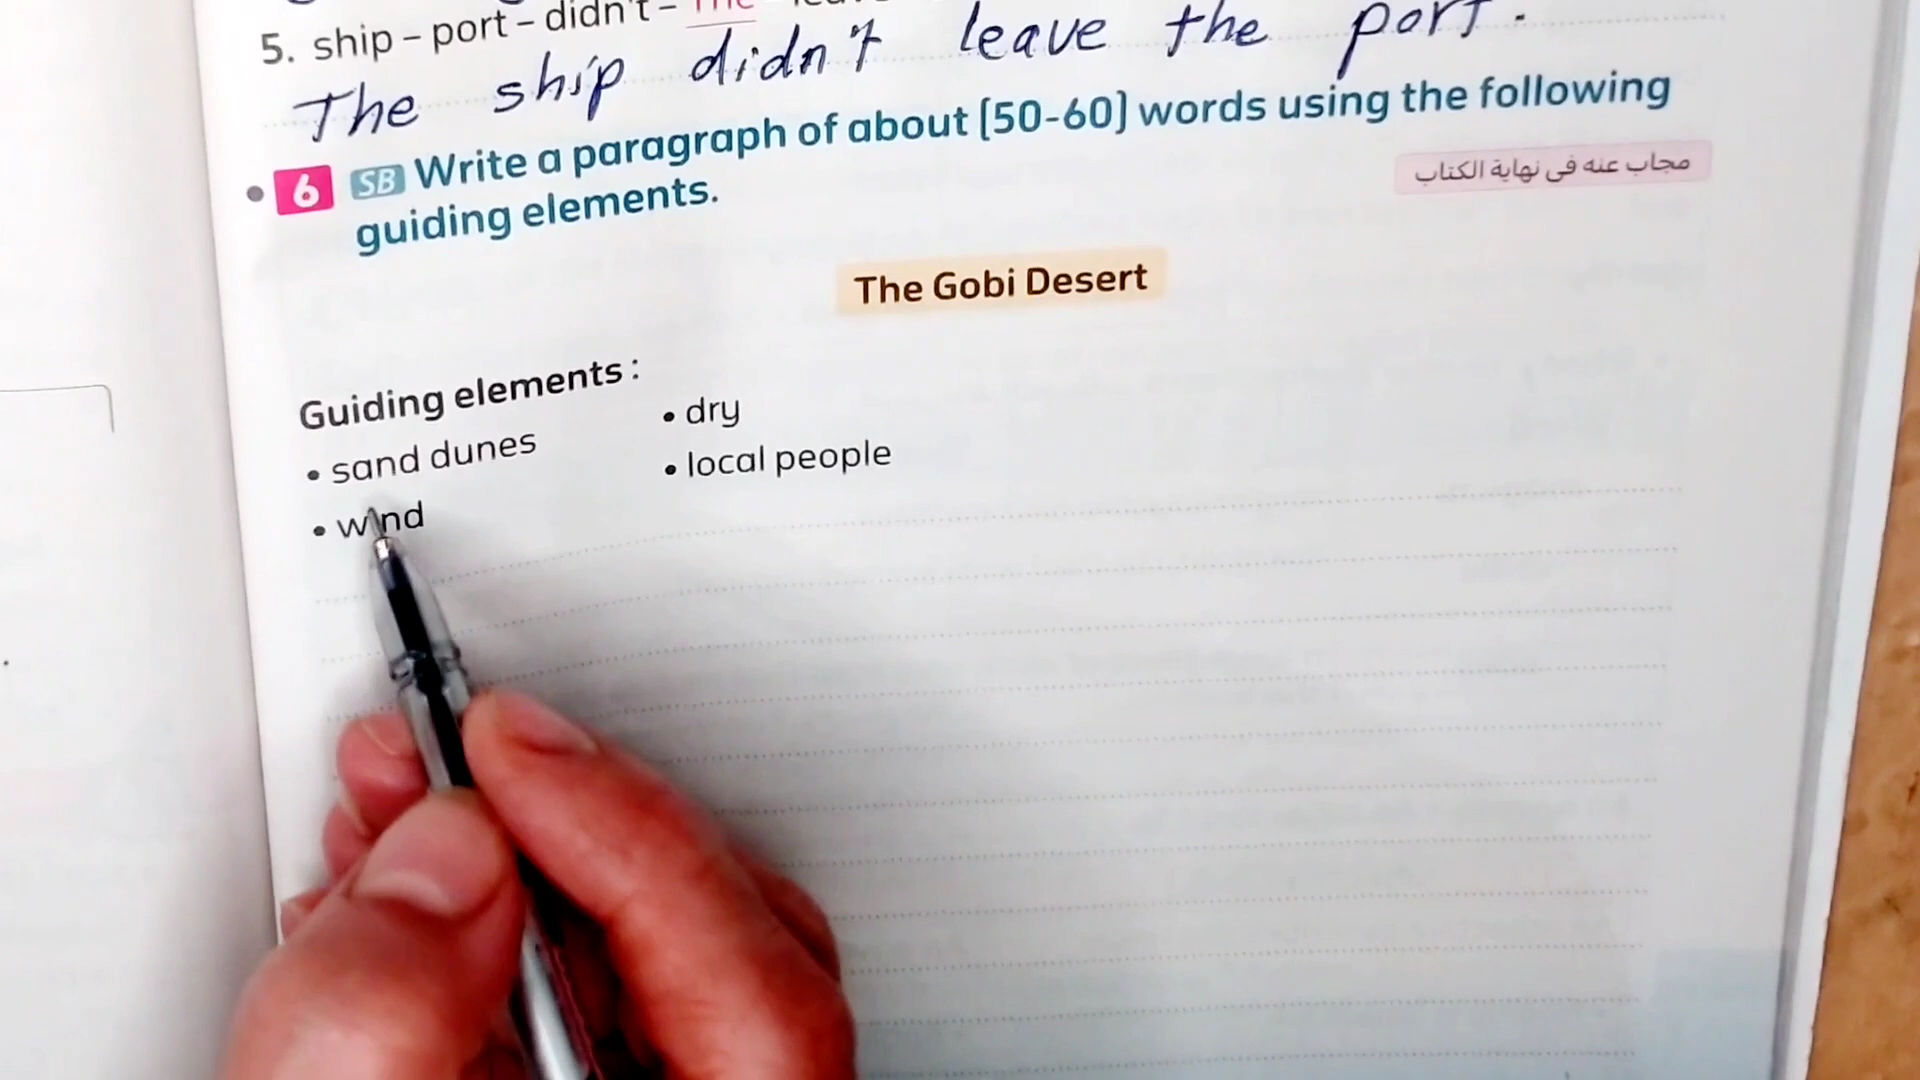 5. ship – port – didn't – The
The ship didn't leave the port.
6 SB Write a paragraph of about (50-60) words using the following
guiding elements.
مجاب عنه فى نهاية الكتاب
The Gobi Desert
Guiding elements :
• sand dunes
• dry
• wind
• local people